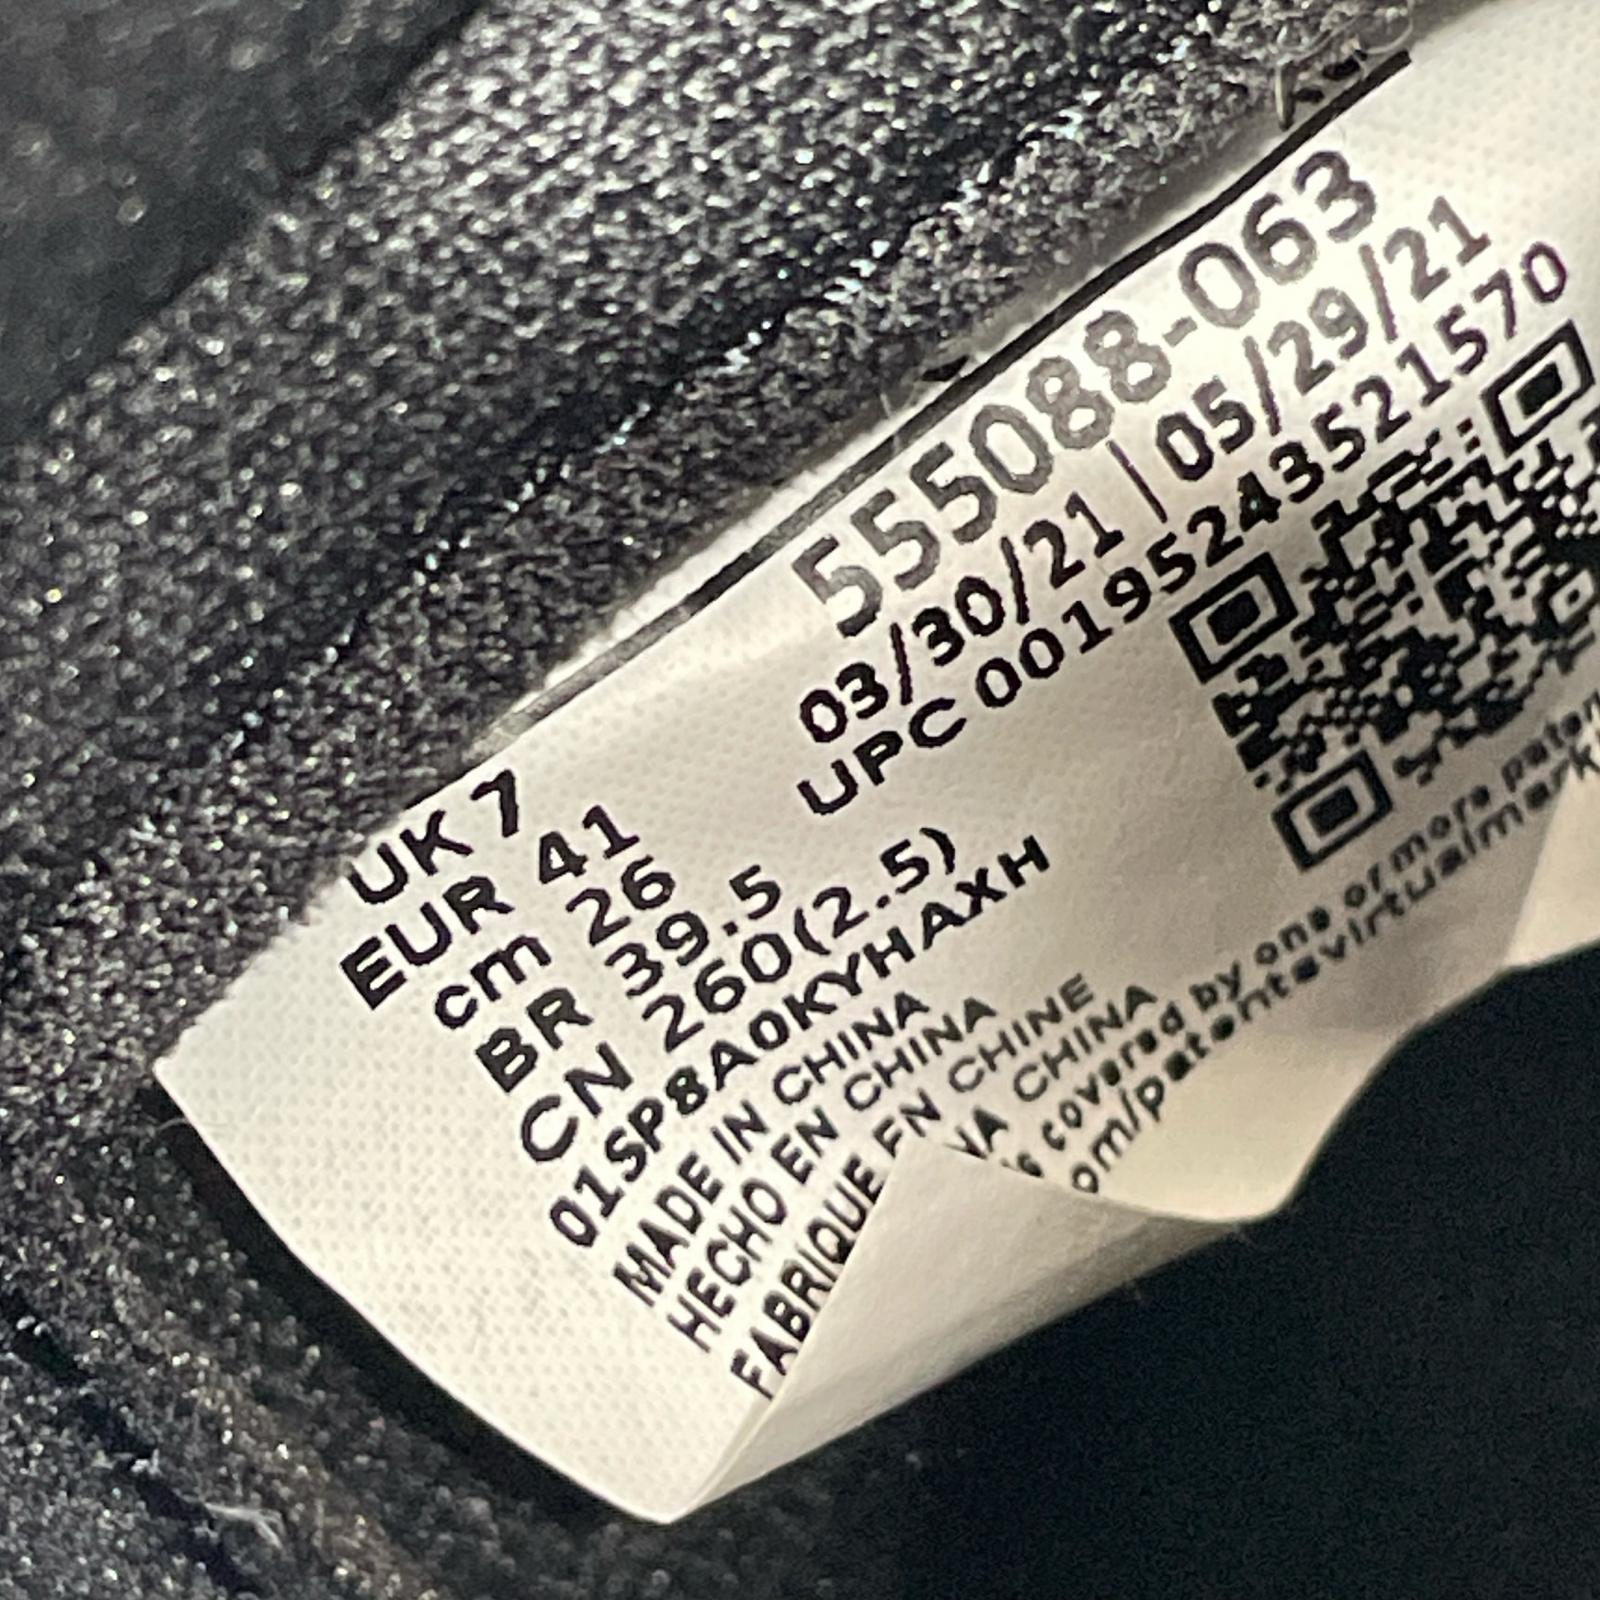 555088-063
03/30/21 | 05/29/21
UPC 00195243521570
UK 7
EUR 41
cm 26
BR 39.5
CN 260(2.5)
01SP8A0KYHAXH
MADE IN CHINA
HECHO EN CHINA
FABRIQUE EN CHINE
CHINA
covered by one or more
om/patentsvirtualmark